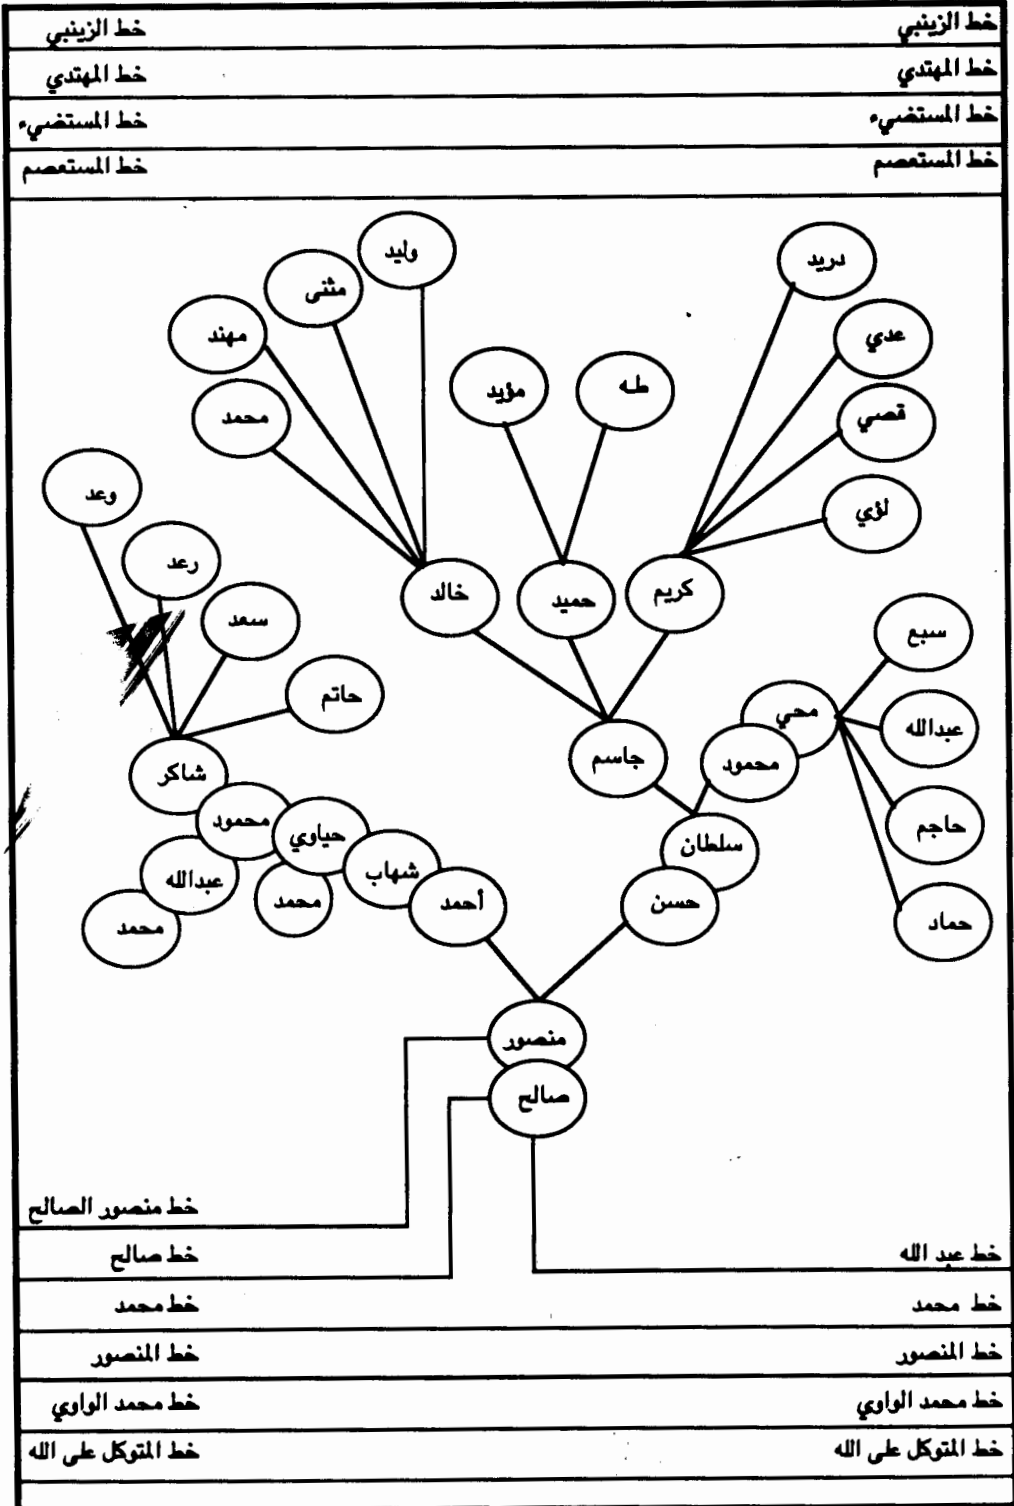 خط الزينبي خط الزينبي
خط المهتدي خط المهتدي
خط المستضيء خط المستضيء
خط المستعصم خط المستعصم
دريد
وليد
مثنى
مهند
عدي
طه
مؤيد
محمد
قصي
لؤي
وعد
رعد
كريم
حميد
خالد
سعد
سبع
حاتم
محي
عبدالله
محمود
جاسم
شاكر
حاجم
سلطان
محمود
حياوي
شهاب
عبدالله
حماد
حسن
أحمد
محمد
محمد
منصور
صالح
خط منصور الصالح
خط عبد الله خط صالح
خط محمد خط محمد
خط المنصور خط المنصور
خط محمد الواوي خط محمد الواوي
خط المتوكل على الله خط المتوكل على الله